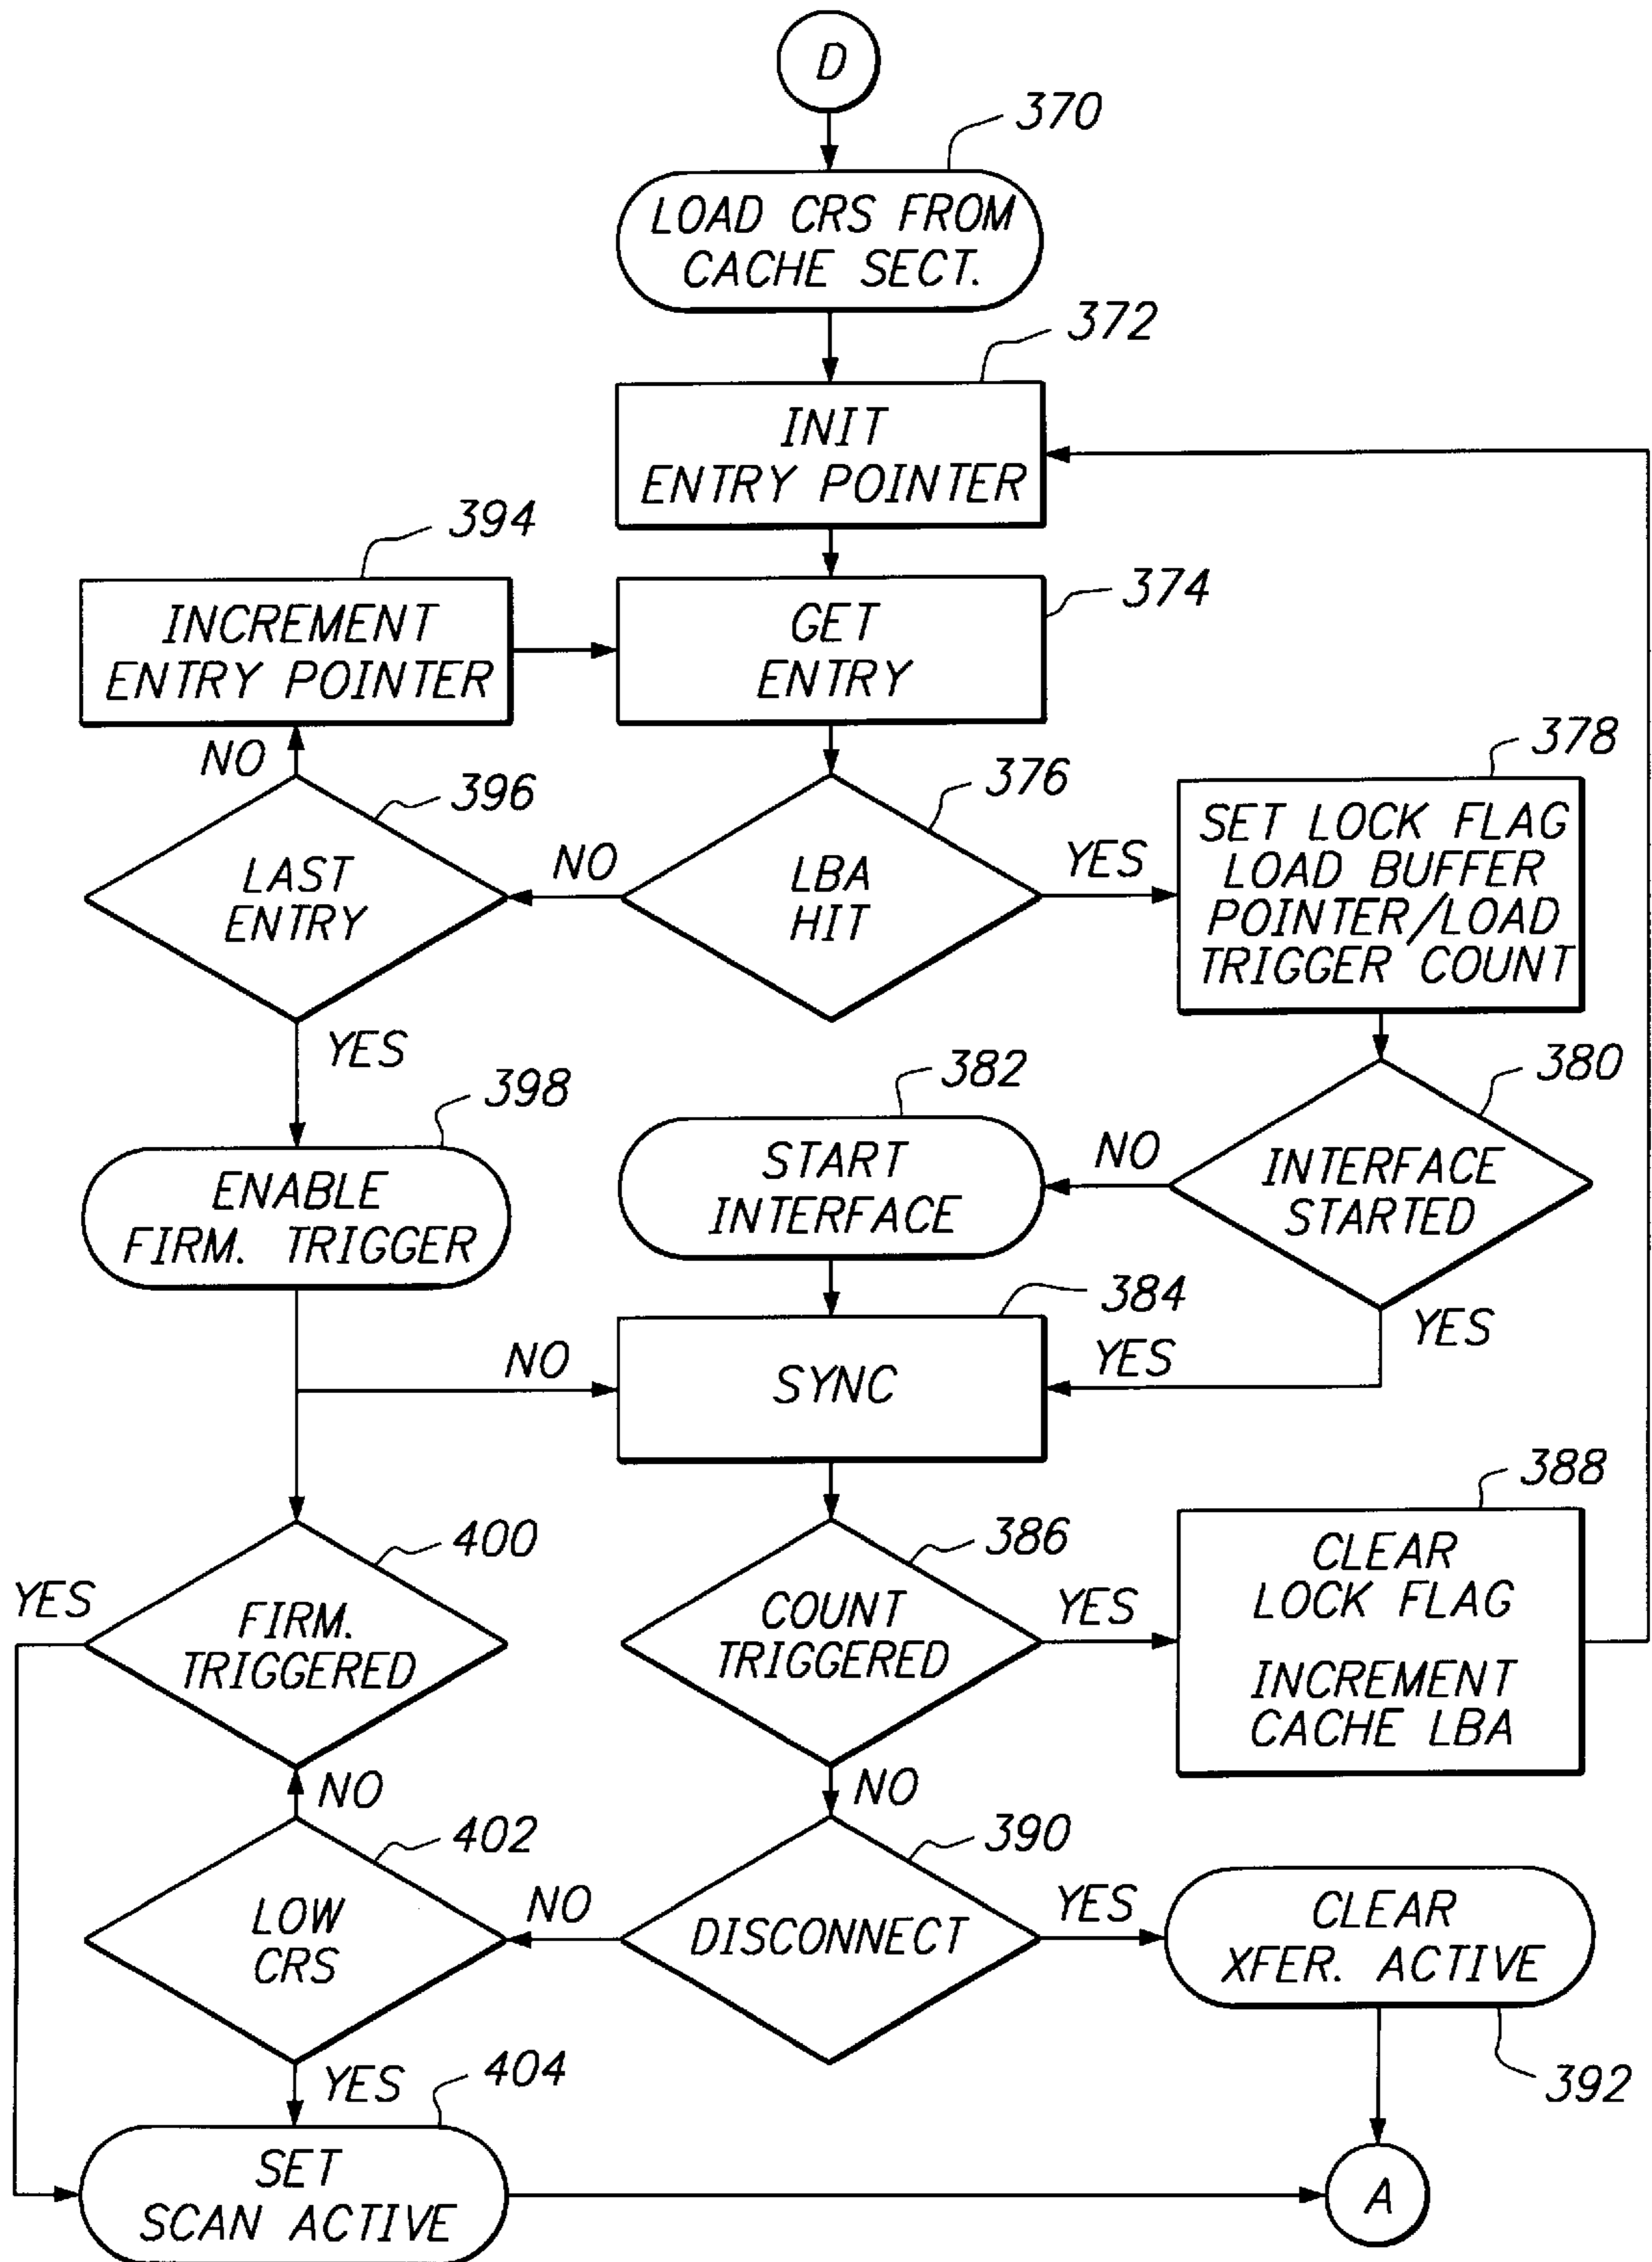 D
370
LOAD CRS FROM
CACHE SECT.
372
INIT
ENTRY POINTER
394
INCREMENT
ENTRY POINTER
374
GET
ENTRY
NO
396
LAST
ENTRY
NO
376
LBA
HIT
YES
378
SET LOCK FLAG
LOAD BUFFER
POINTER/LOAD
TRIGGER COUNT
YES
398
ENABLE
FIRM. TRIGGER
382
START
INTERFACE
NO
380
INTERFACE
STARTED
YES
384
NO
SYNC
YES
400
YES
FIRM.
TRIGGERED
386
COUNT
TRIGGERED
YES
388
CLEAR
LOCK FLAG
INCREMENT
CACHE LBA
NO
NO
402
LOW
CRS
NO
390
DISCONNECT
YES
CLEAR
XFER. ACTIVE
392
YES
404
SET
SCAN ACTIVE
A